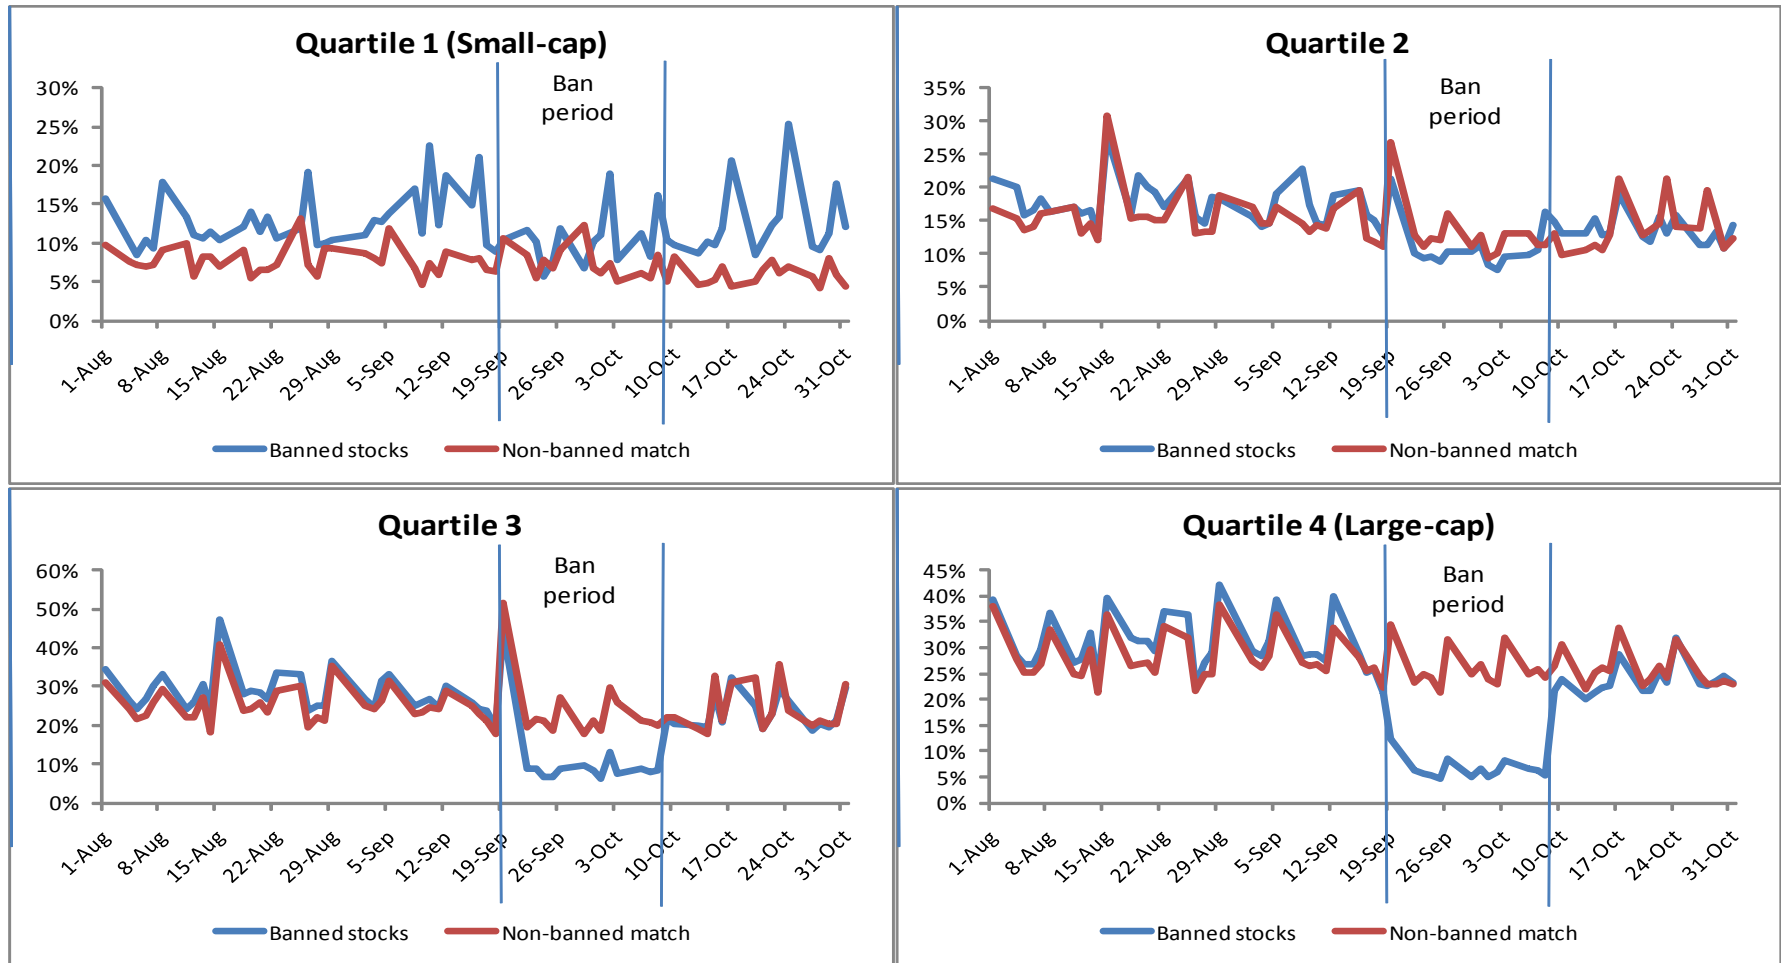 Quartile 1 (Small-cap)
Ban
period
30%
25%
20%
15%
10%
5%
0%
1-Aug
8-Aug
15-Aug
22-Aug
29-Aug
5-Sep
12-Sep
19-Sep
26-Sep
3-Oct
10-Oct
17-Oct
24-Oct
31-Oct
Banned stocks
Non-banned match
Quartile 2
Ban
period
35%
30%
25%
20%
15%
10%
5%
0%
1-Aug
8-Aug
15-Aug
22-Aug
29-Aug
5-Sep
12-Sep
19-Sep
26-Sep
3-Oct
10-Oct
17-Oct
24-Oct
31-Oct
Banned stocks
Non-banned match
Quartile 3
Ban
period
60%
50%
40%
30%
20%
10%
0%
1-Aug
8-Aug
15-Aug
22-Aug
29-Aug
5-Sep
12-Sep
19-Sep
26-Sep
3-Oct
10-Oct
17-Oct
24-Oct
31-Oct
Banned stocks
Non-banned match
Quartile 4 (Large-cap)
Ban
period
45%
40%
35%
30%
25%
20%
15%
10%
5%
0%
1-Aug
8-Aug
15-Aug
22-Aug
29-Aug
5-Sep
12-Sep
19-Sep
26-Sep
3-Oct
10-Oct
17-Oct
24-Oct
31-Oct
Banned stocks
Non-banned match